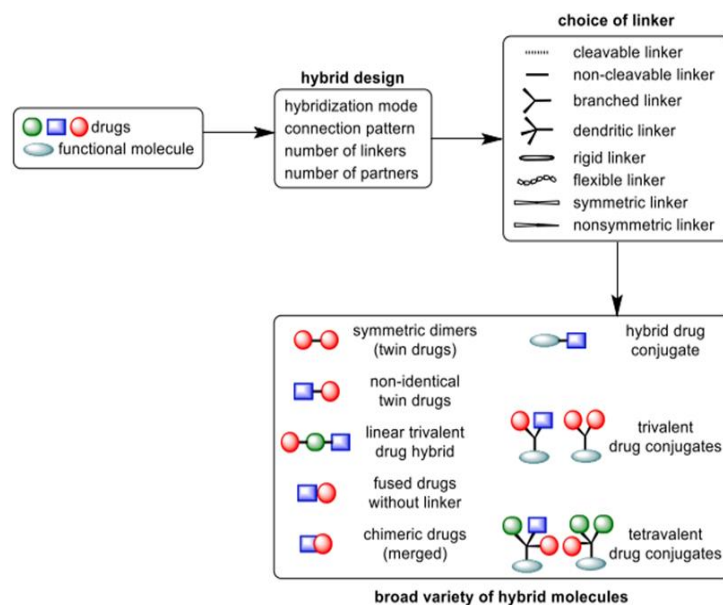 choice of linker
cleavable linker
non-cleavable linker
branched linker
dendritic linker
rigid linker
flexible linker
symmetric linker
nonsymmetric linker
hybrid design
hybridization mode
connection pattern
number of linkers
number of partners
drugs
functional molecule
symmetric dimers
(twin drugs)
non-identical
twin drugs
linear trivalent
drug hybrid
fused drugs
without linker
chimeric drugs
(merged)
hybrid drug
conjugate
trivalent
drug conjugates
tetravalent
drug conjugates
broad variety of hybrid molecules